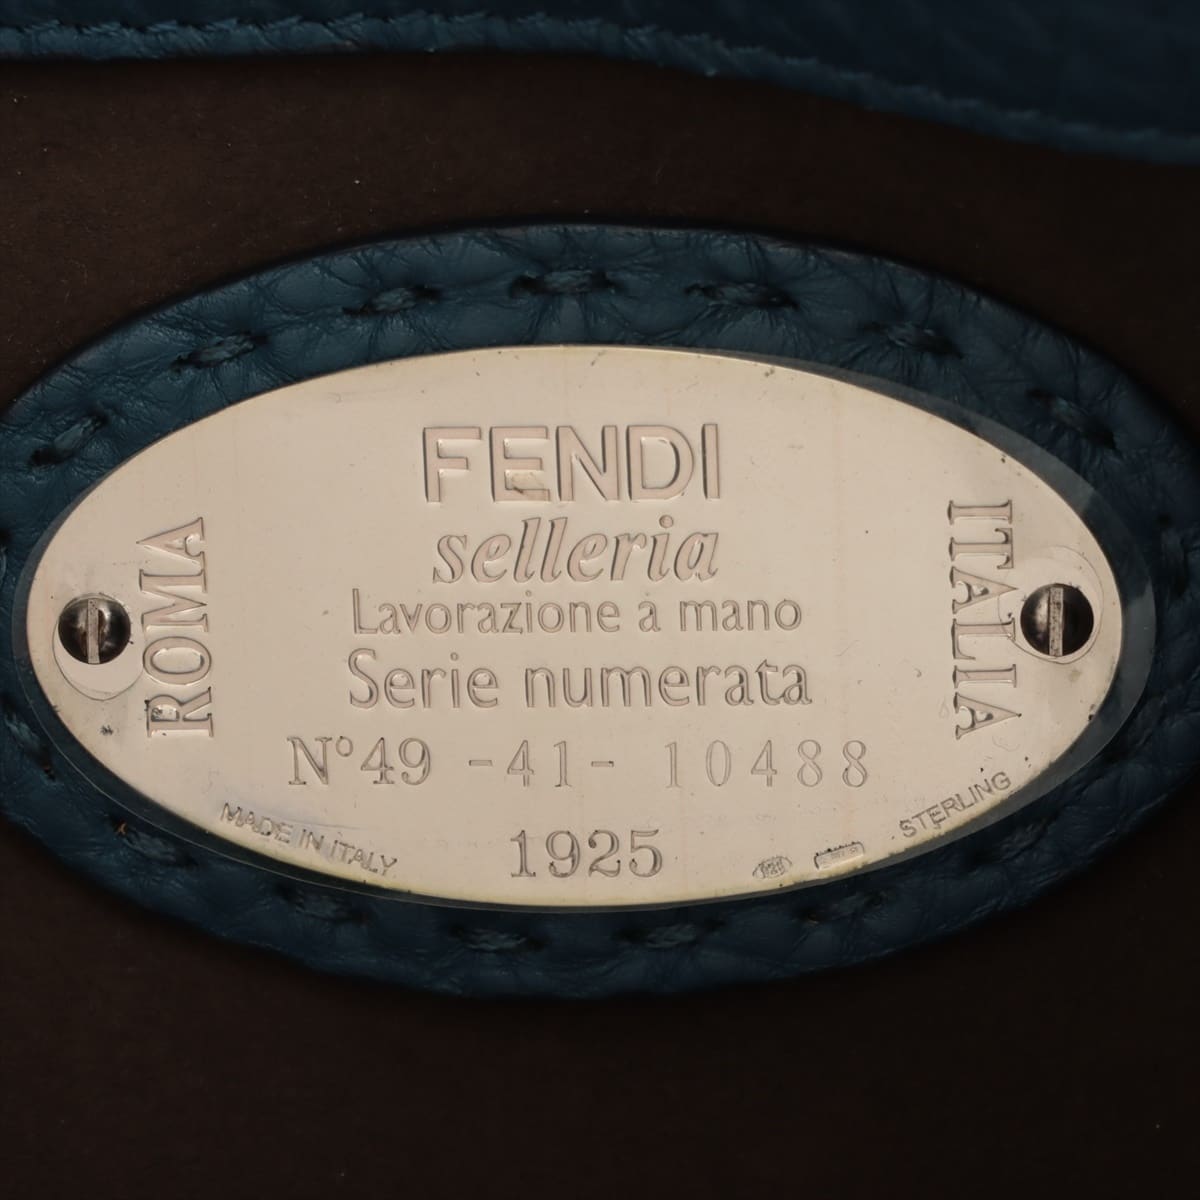 FENDI
selleria
Lavorazione a mano
Serie numerata
N°49 -41- 10488
1925
ROMA
ITALIA
MADE IN ITALY
STERLING